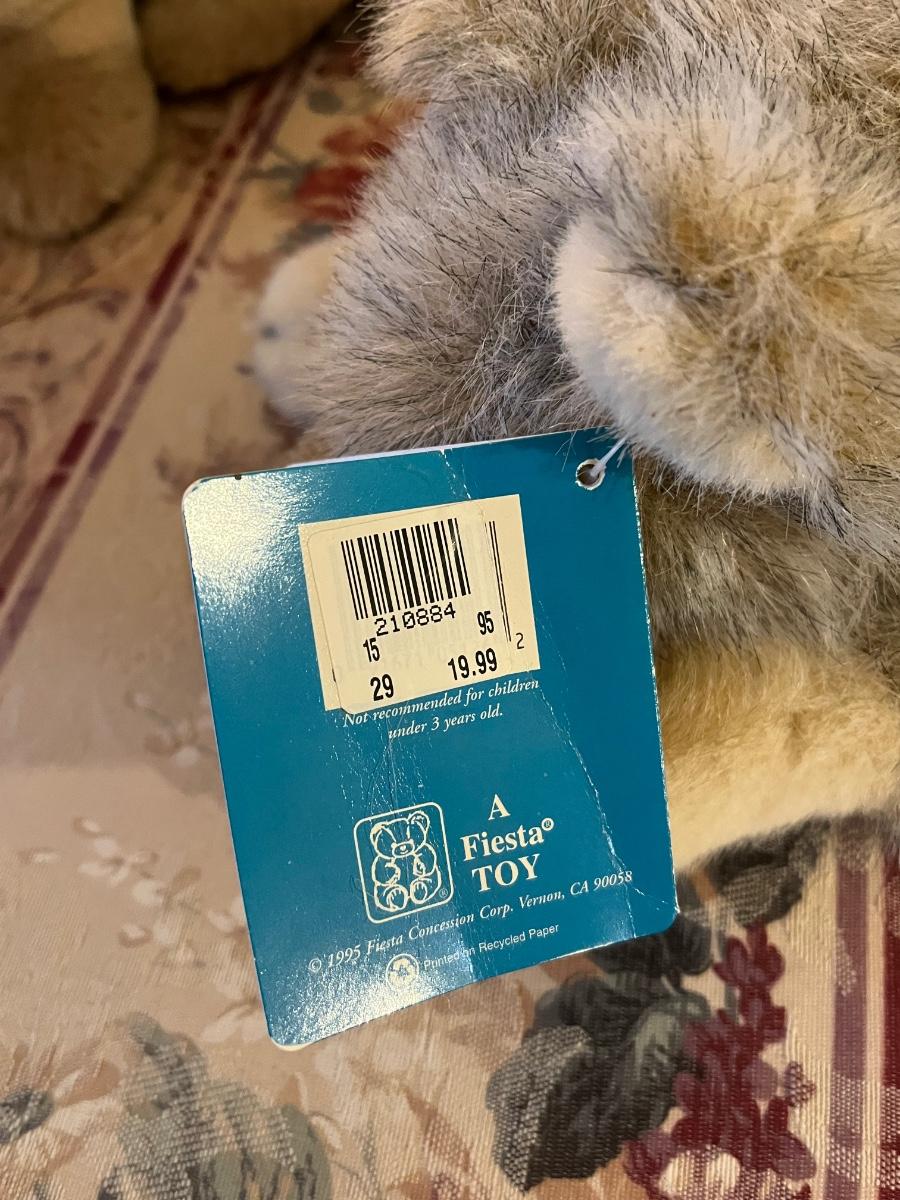 210884
15 95
2
29 19.99
Not recommended for children
under 3 years old.
A
Fiesta®
TOY
®
© 1995 Fiesta Concession Corp. Vernon, CA 90058
Printed on Recycled Paper